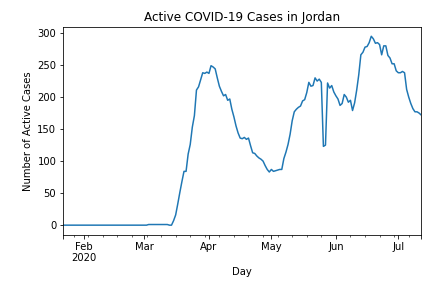 Active COVID-19 Cases in Jordan
300
250
200
150
100
50
0
Number of Active Cases
Feb Mar Apr May Jun Jul
2020
Day